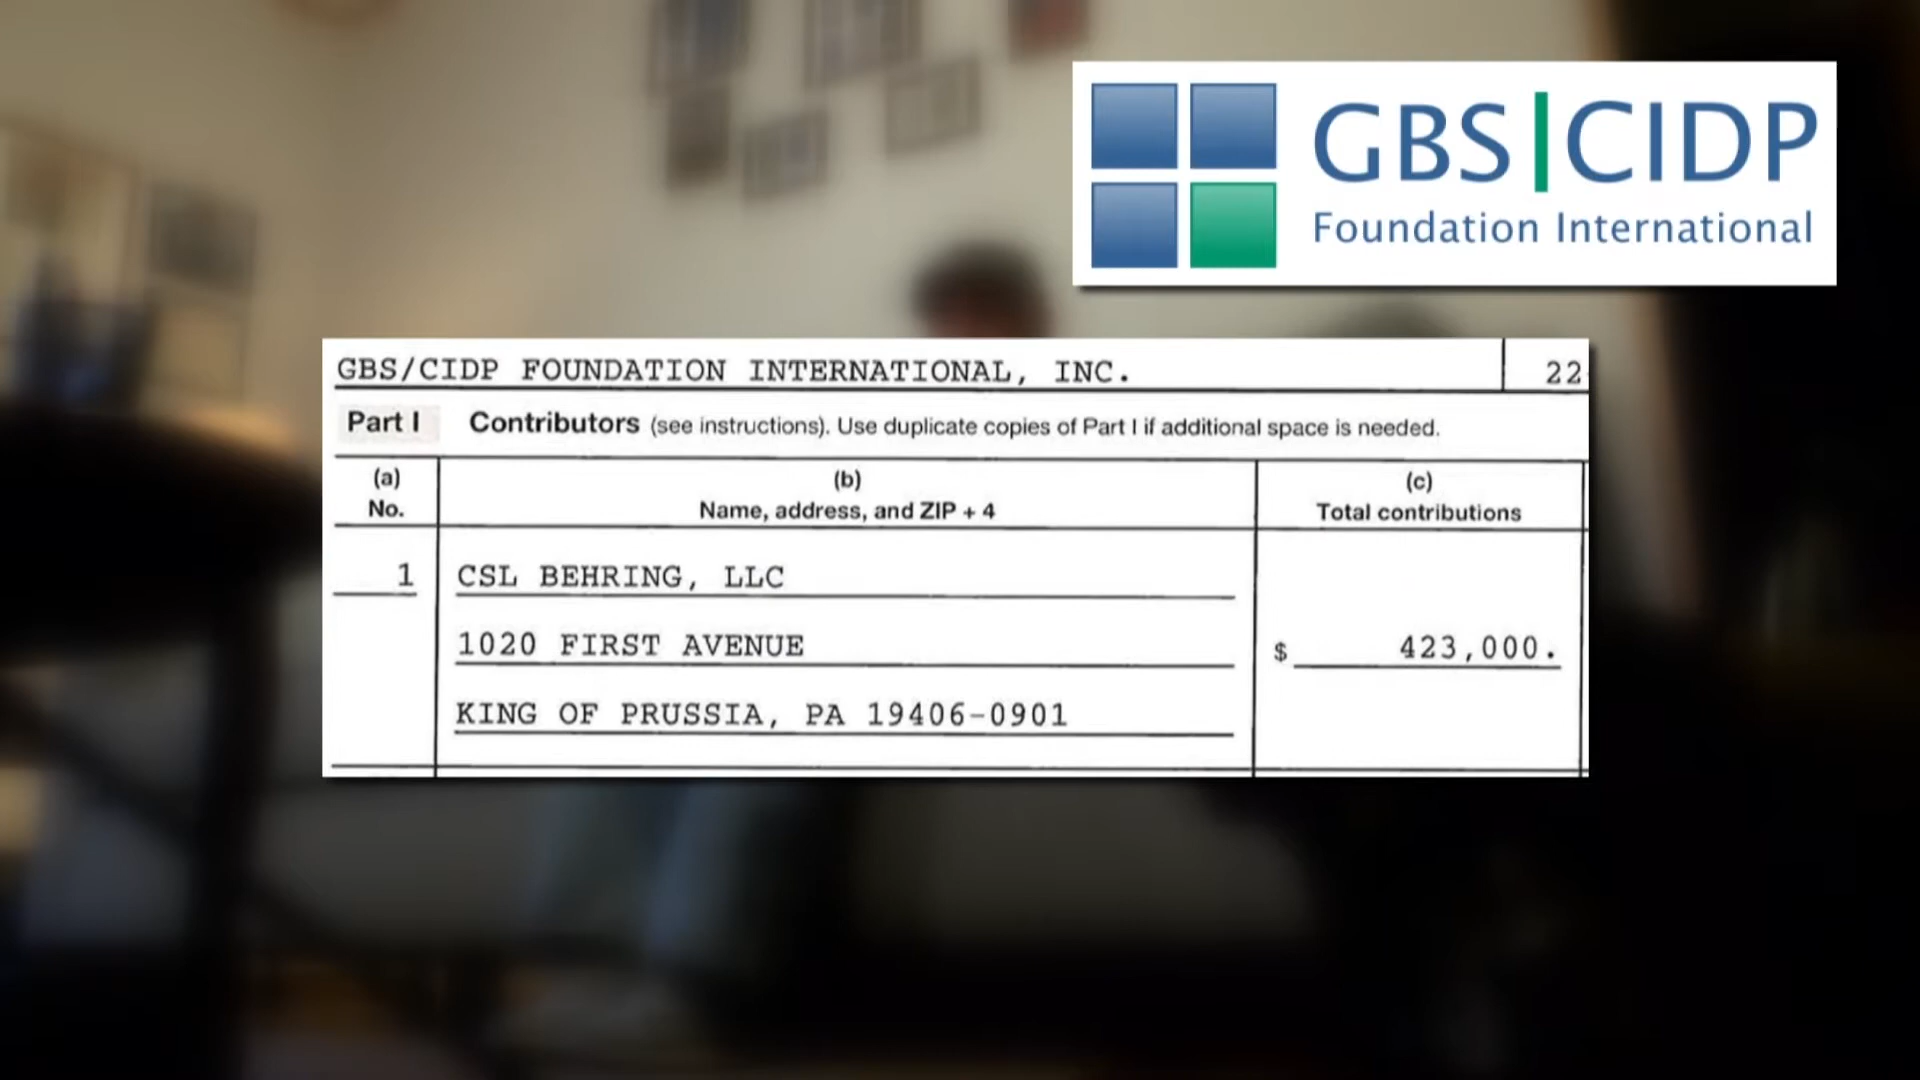 GBS|CIDP
Foundation International
GBS/CIDP FOUNDATION INTERNATIONAL, INC.
22
Part I Contributors (see instructions). Use duplicate copies of Part I if additional space is needed.
(a) (b) (c)
No. Name, address, and ZIP + 4 Total contributions
1 CSL BEHRING, LLC
1020 FIRST AVENUE $ 423,000.
KING OF PRUSSIA, PA 19406-0901